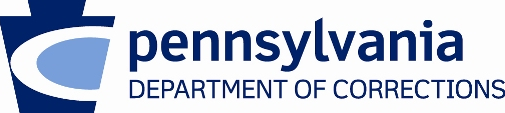 pennsylvania
DEPARTMENT OF CORRECTIONS